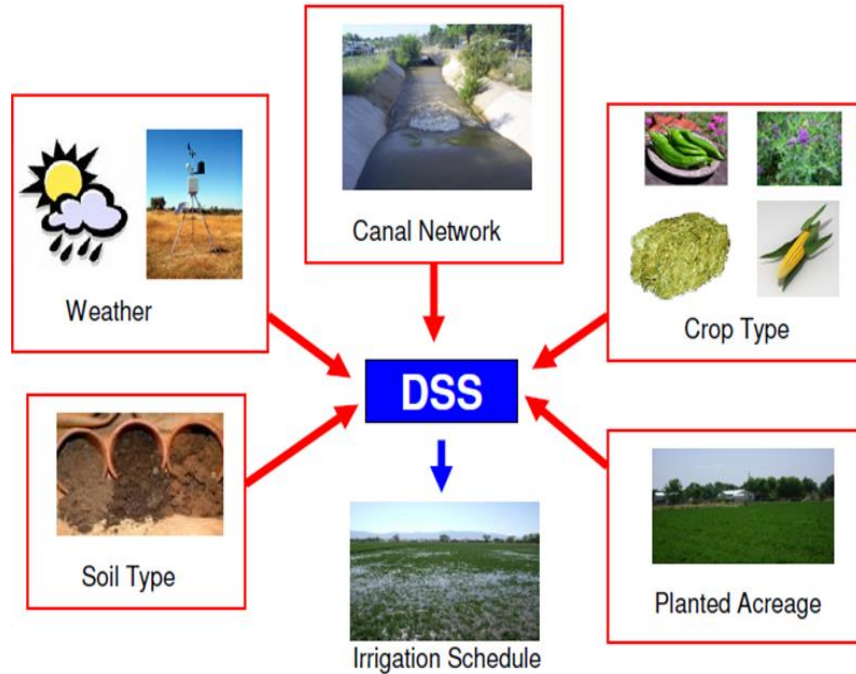 Canal Network
Weather
Crop Type
DSS
Soil Type
Planted Acreage
Irrigation Schedule